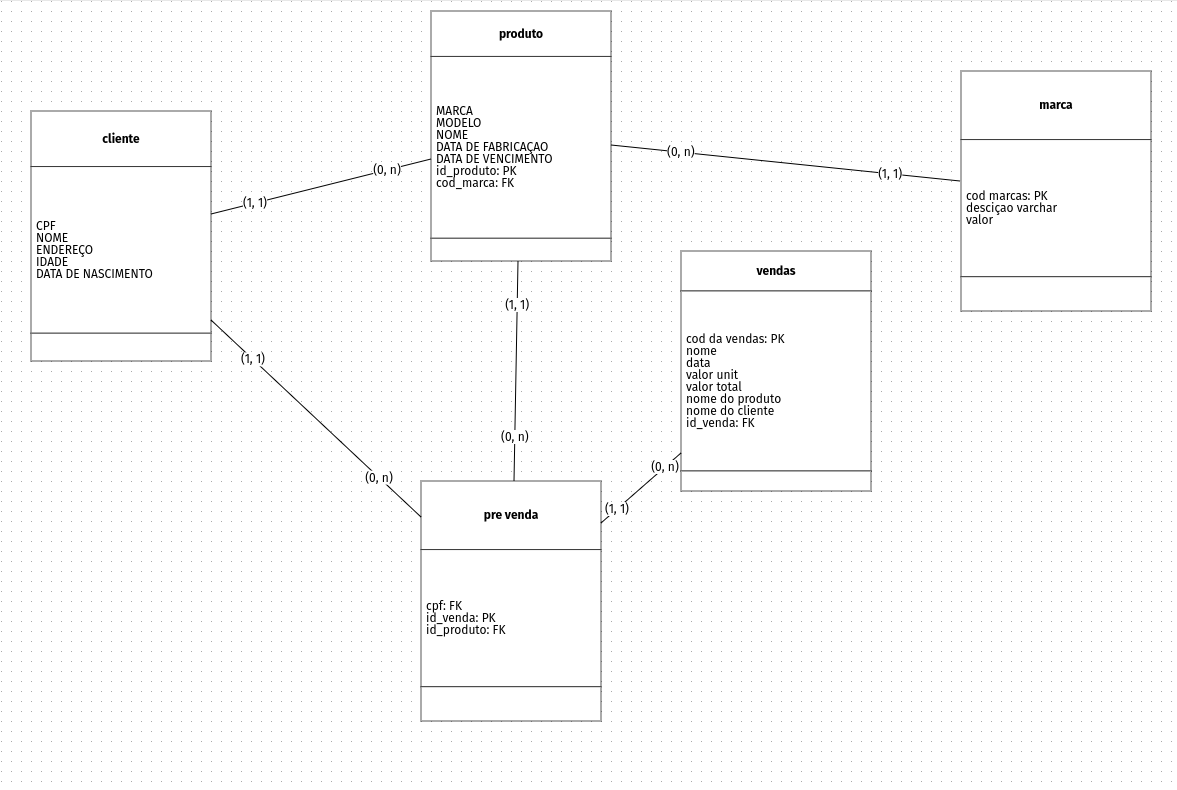 produto
MARCA
MODELO
NOME
DATA DE FABRICAÇAO
DATA DE VENCIMENTO
id_produto: PK
cod_marca: FK
marca
cod marcas: PK
desciçao varchar
valor
cliente
CPF
NOME
ENDEREÇO
IDADE
DATA DE NASCIMENTO
(1, 1)
(0, n)
(0, n)
(1, 1)
vendas
cod da vendas: PK
nome
data
valor unit
valor total
nome do produto
nome do cliente
id_venda: FK
(1, 1)
(0, n)
(1, 1)
(0, n)
(0, n)
(1, 1)
pre venda
cpf: FK
id_venda: PK
id_produto: FK